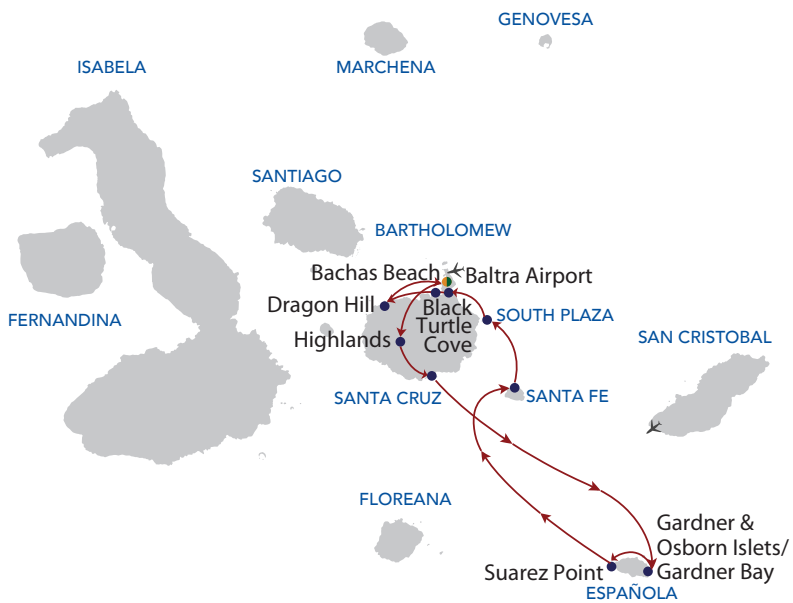 GENOVESA
ISABELA
MARCHENA
SANTIAGO
BARTHOLOMEW
Bachas Beach
Baltra Airport
Dragon Hill
Black
Turtle
Cove
SOUTH PLAZA
FERNANDINA
Highlands
SAN CRISTOBAL
SANTA CRUZ
SANTA FE
FLOREANA
Gardner &
Osborn Islets/
Gardner Bay
Suarez Point
ESPAÑOLA